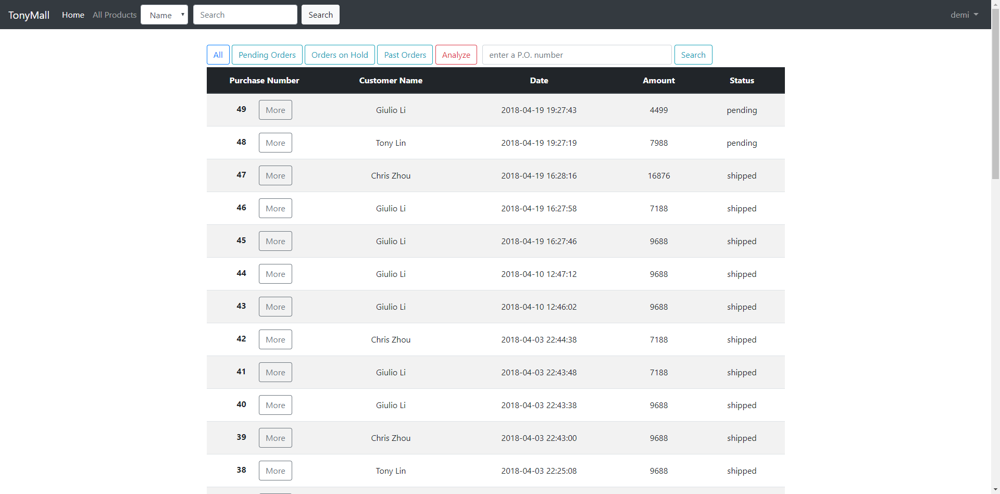 TonyMall Home All Products Name Search Search demi
All Pending Orders Orders on Hold Past Orders Analyze enter a P.O. number Search
Purchase Number Customer Name Date Amount Status
49 More Giulio Li 2018-04-19 19:27:43 4499 pending
48 More Tony Lin 2018-04-19 19:27:19 7988 pending
47 More Chris Zhou 2018-04-19 16:28:16 16876 shipped
46 More Giulio Li 2018-04-19 16:27:58 7188 shipped
45 More Giulio Li 2018-04-19 16:27:46 9688 shipped
44 More Giulio Li 2018-04-10 12:47:12 9688 shipped
43 More Giulio Li 2018-04-10 12:46:02 9688 shipped
42 More Chris Zhou 2018-04-03 22:44:38 7188 shipped
41 More Giulio Li 2018-04-03 22:43:48 7188 shipped
40 More Giulio Li 2018-04-03 22:43:38 9688 shipped
39 More Chris Zhou 2018-04-03 22:43:00 9688 shipped
38 More Tony Lin 2018-04-03 22:25:08 9688 shipped